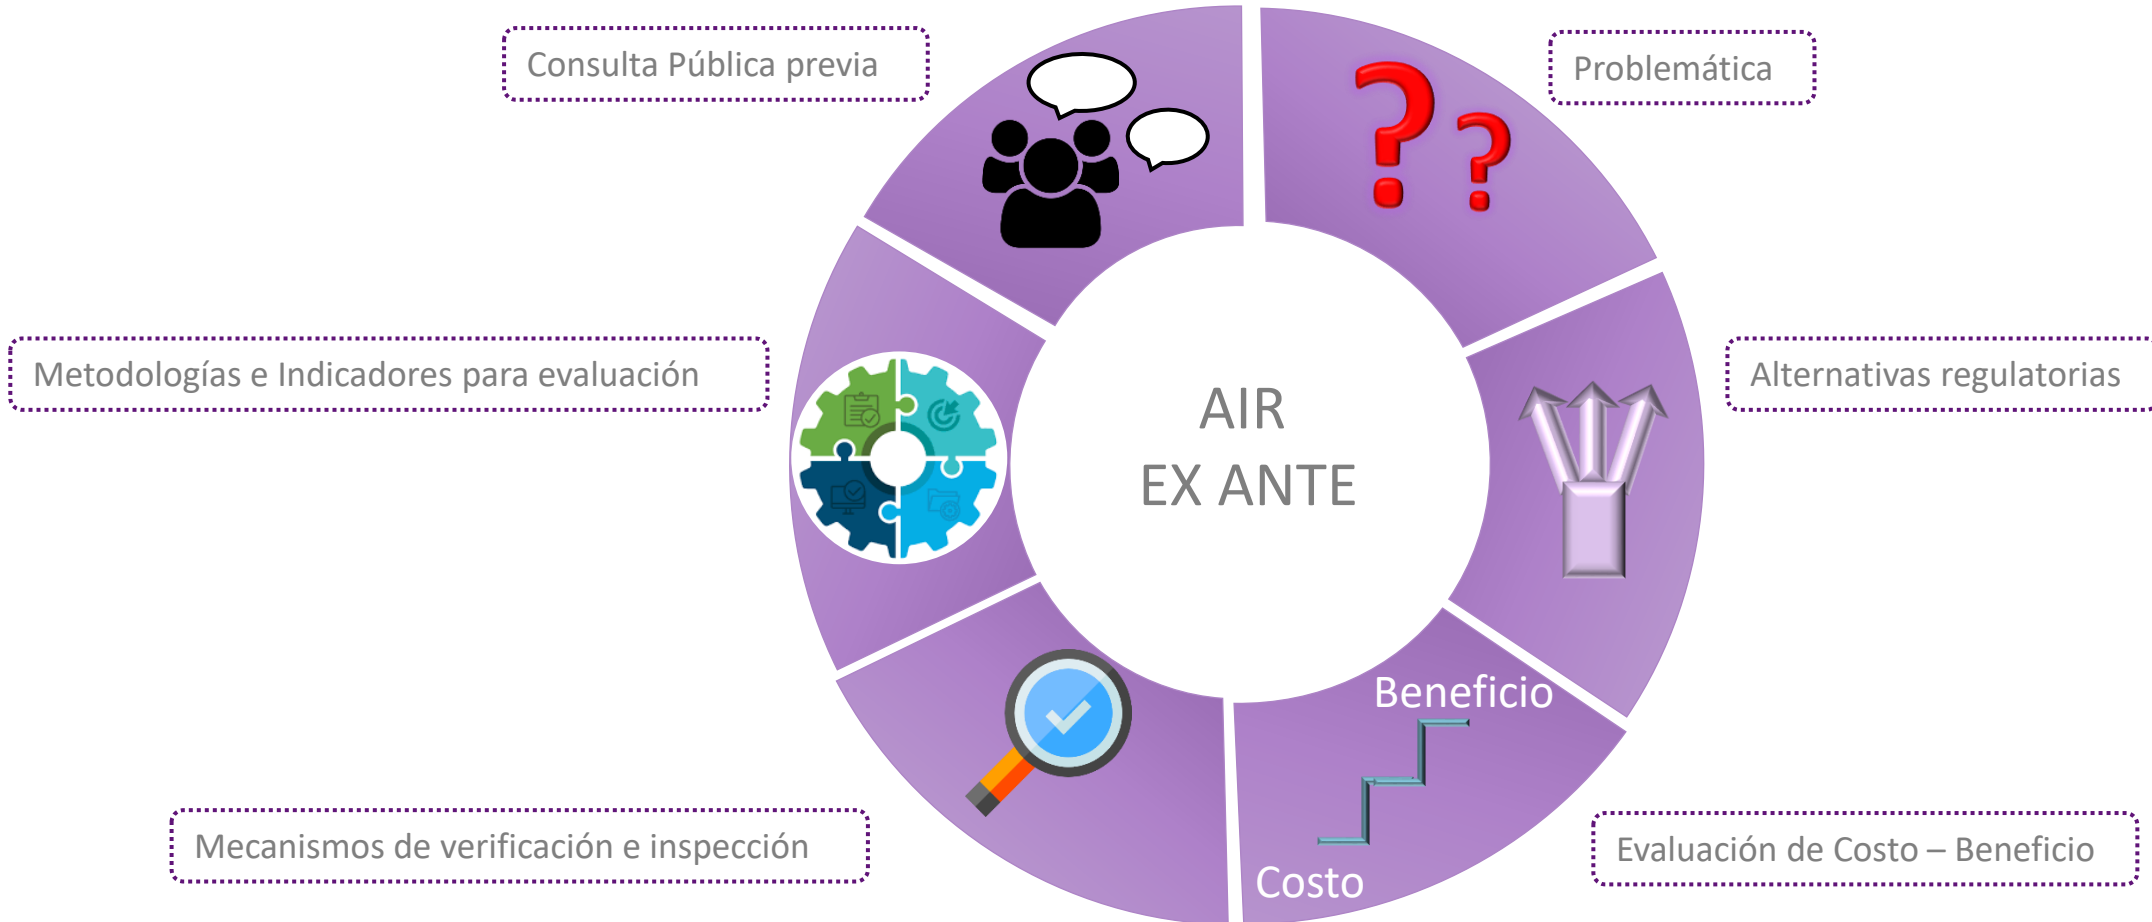 Consulta Pública previa
Problemática
Metodologías e Indicadores para evaluación
AIR
EX ANTE
Alternativas regulatorias
Beneficio
Costo
Mecanismos de verificación e inspección
Evaluación de Costo – Beneficio